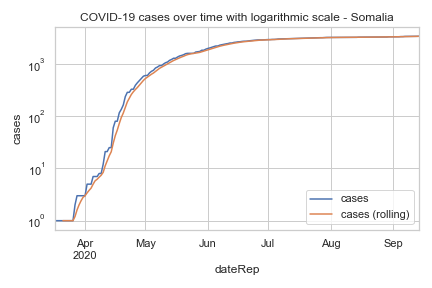 COVID-19 cases over time with logarithmic scale - Somalia
cases
10³
10²
10¹
10⁰
cases
cases (rolling)
Apr
2020
May
Jun
Jul
Aug
Sep
dateRep